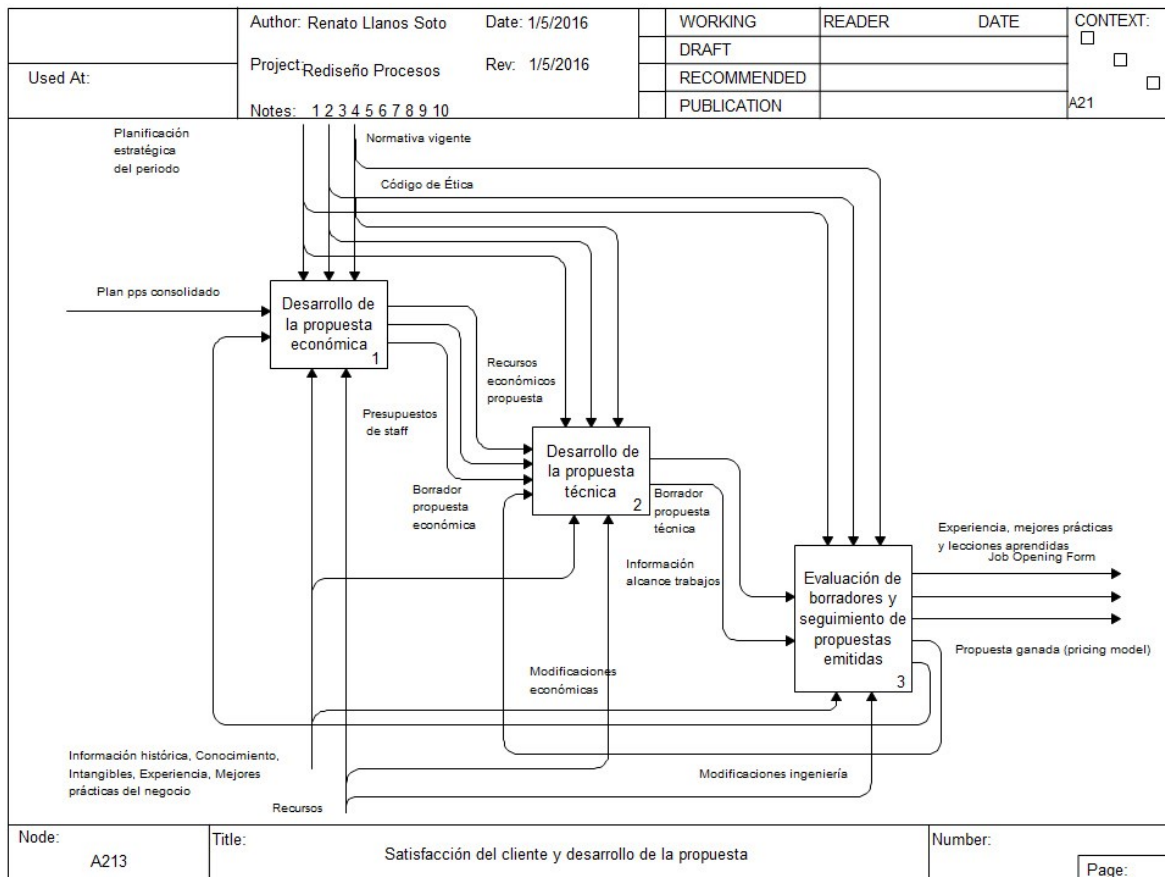 Used At:
Author: Renato Llanos Soto
Date: 1/5/2016
Project: Rediseño Procesos
Rev: 1/5/2016
Notes: 1 2 3 4 5 6 7 8 9 10
WORKING
DRAFT
RECOMMENDED
PUBLICATION
READER
DATE
CONTEXT:
A21
Planificación
estratégica
del periodo
Normativa vigente
Código de Ética
Plan pps consolidado
Desarrollo de
la propuesta
económica
1
Recursos
económicos
propuesta
Presupuestos
de staff
Borrador
propuesta
económica
Desarrollo de
la propuesta
técnica
2
Borrador
propuesta
técnica
Información
alcance trabajos
Experiencia, mejores prácticas
y lecciones aprendidas
Job Opening Form
Evaluación de
borradores y
seguimiento de
propuestas
emitidas
3
Propuesta ganada (pricing model)
Modificaciones
económicas
Información histórica, Conocimiento,
Intangibles, Experiencia, Mejores
prácticas del negocio
Modificaciones ingeniería
Recursos
Node:
A213
Title:
Satisfacción del cliente y desarrollo de la propuesta
Number:
Page: